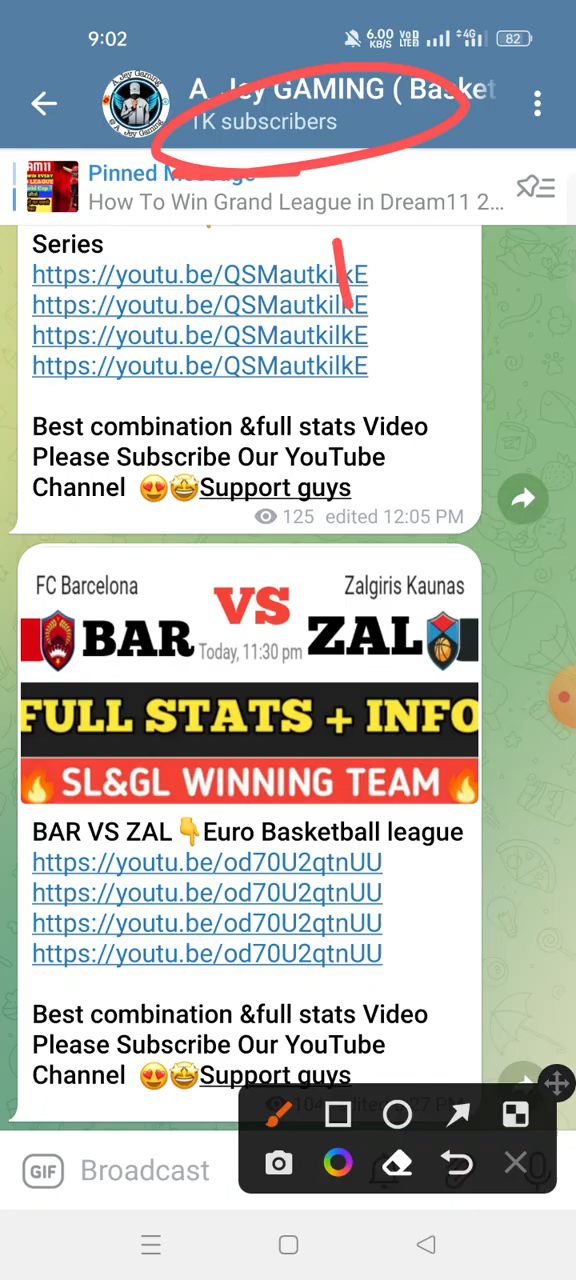 9:02 6.00 KB/S VoD LTE2 4G 82
A Jey GAMING ( Basket
1K subscribers
Pinned Message
How To Win Grand League in Dream11 2...
Series
https://youtu.be/QSMautkilkE
https://youtu.be/QSMautkilkE
https://youtu.be/QSMautkilkE
https://youtu.be/QSMautkilkE
Best combination &full stats Video
Please Subscribe Our YouTube
Channel 😍🤩Support guys
125 edited 12:05 PM
FC Barcelona VS Zalgiris Kaunas
BAR Today, 11:30 pm ZAL
FULL STATS + INFO
🔥 SL&GL WINNING TEAM 🔥
BAR VS ZAL 👇Euro Basketball league
https://youtu.be/od70U2qtnUU
https://youtu.be/od70U2qtnUU
https://youtu.be/od70U2qtnUU
https://youtu.be/od70U2qtnUU
Best combination &full stats Video
Please Subscribe Our YouTube
Channel 😍🤩Support guys
GIF Broadcast